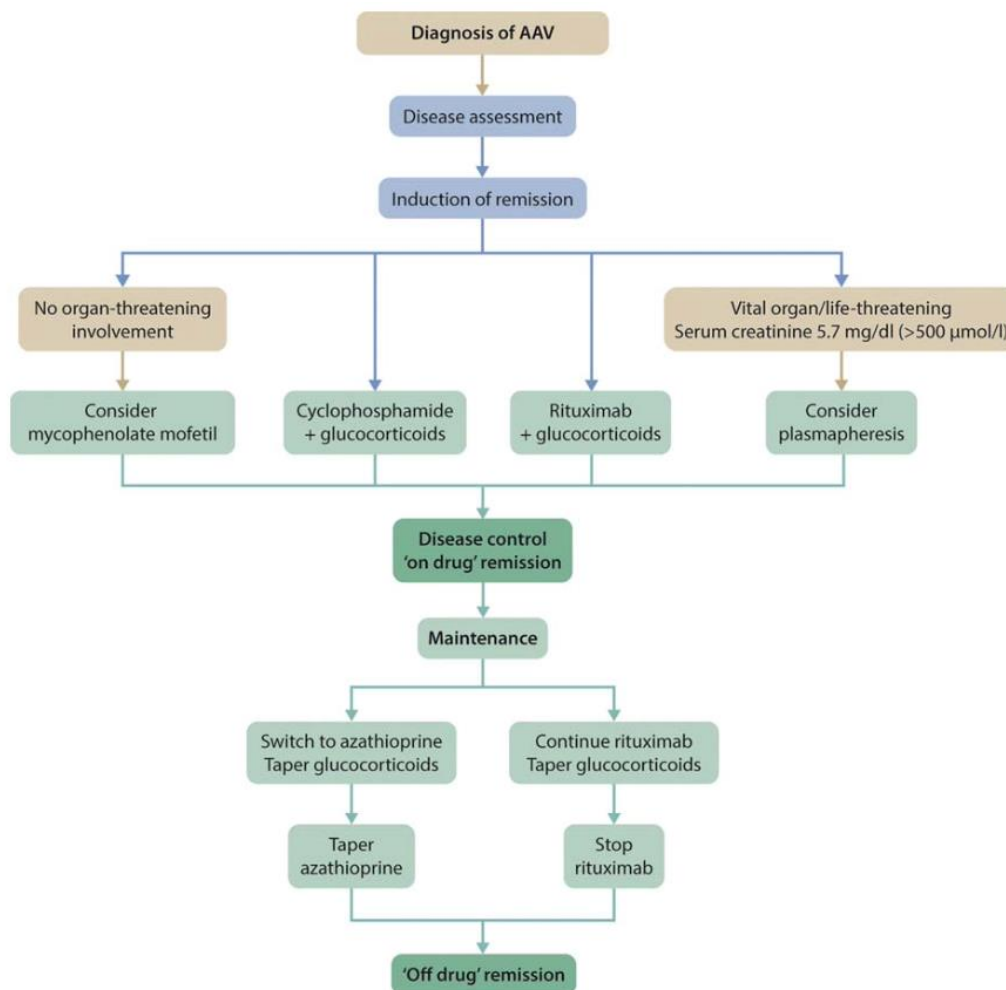 Diagnosis of AAV
Disease assessment
Induction of remission
No organ-threatening
involvement
Vital organ/life-threatening
Serum creatinine 5.7 mg/dl (>500 μmol/l)
Consider
mycophenolate mofetil
Cyclophosphamide
+ glucocorticoids
Rituximab
+ glucocorticoids
Consider
plasmapheresis
Disease control
‘on drug’ remission
Maintenance
Switch to azathioprine
Taper glucocorticoids
Continue rituximab
Taper glucocorticoids
Taper
azathioprine
Stop
rituximab
‘Off drug’ remission